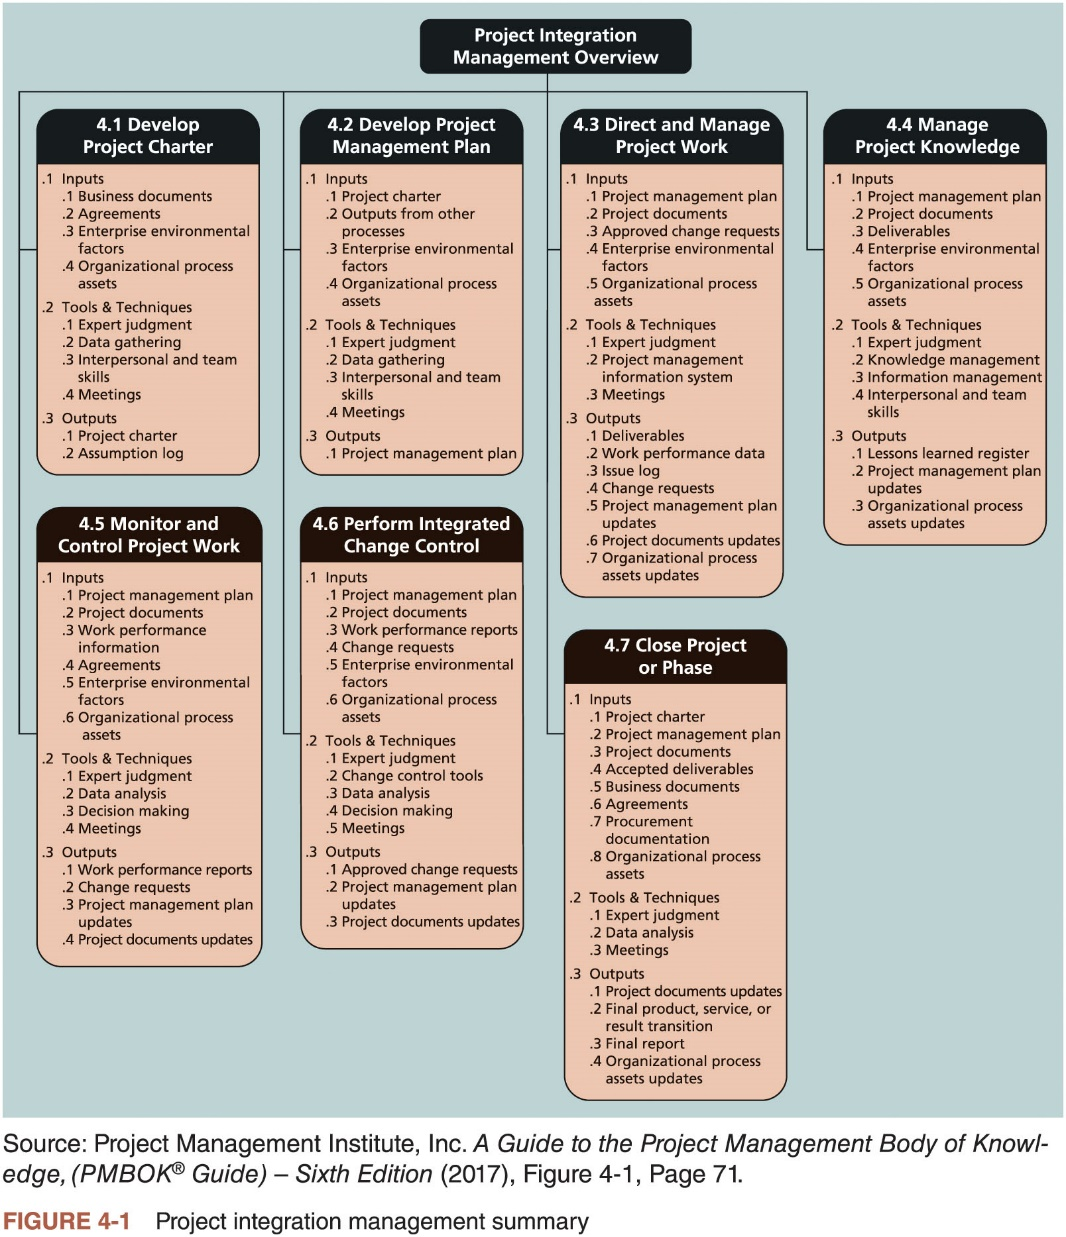 Project Integration
Management Overview
4.1 Develop
Project Charter
.1 Inputs
.1 Business documents
.2 Agreements
.3 Enterprise environmental
factors
.4 Organizational process
assets
.2 Tools & Techniques
.1 Expert judgment
.2 Data gathering
.3 Interpersonal and team
skills
.4 Meetings
.3 Outputs
.1 Project charter
.2 Assumption log
4.2 Develop Project
Management Plan
.1 Inputs
.1 Project charter
.2 Outputs from other
processes
.3 Enterprise environmental
factors
.4 Organizational process
assets
.2 Tools & Techniques
.1 Expert judgment
.2 Data gathering
.3 Interpersonal and team
skills
.4 Meetings
.3 Outputs
.1 Project management plan
4.3 Direct and Manage
Project Work
.1 Inputs
.1 Project management plan
.2 Project documents
.3 Approved change requests
.4 Enterprise environmental
factors
.5 Organizational process
assets
.2 Tools & Techniques
.1 Expert judgment
.2 Project management
information system
.3 Meetings
.3 Outputs
.1 Deliverables
.2 Work performance data
.3 Issue log
.4 Change requests
.5 Project management plan
updates
.6 Project documents updates
.7 Organizational process
assets updates
4.4 Manage
Project Knowledge
.1 Inputs
.1 Project management plan
.2 Project documents
.3 Deliverables
.4 Enterprise environmental
factors
.5 Organizational process
assets
.2 Tools & Techniques
.1 Expert judgment
.2 Knowledge management
.3 Information management
.4 Interpersonal and team
skills
.3 Outputs
.1 Lessons learned register
.2 Project management plan
updates
.3 Organizational process
assets updates
4.5 Monitor and
Control Project Work
.1 Inputs
.1 Project management plan
.2 Project documents
.3 Work performance
information
.4 Agreements
.5 Enterprise environmental
factors
.6 Organizational process
assets
.2 Tools & Techniques
.1 Expert judgment
.2 Data analysis
.3 Decision making
.4 Meetings
.3 Outputs
.1 Work performance reports
.2 Change requests
.3 Project management plan
updates
.4 Project documents updates
4.6 Perform Integrated
Change Control
.1 Inputs
.1 Project management plan
.2 Project documents
.3 Work performance reports
.4 Change requests
.5 Enterprise environmental
factors
.6 Organizational process
assets
.2 Tools & Techniques
.1 Expert judgment
.2 Change control tools
.3 Data analysis
.4 Decision making
.5 Meetings
.3 Outputs
.1 Approved change requests
.2 Project management plan
updates
.3 Project documents updates
4.7 Close Project
or Phase
.1 Inputs
.1 Project charter
.2 Project management plan
.3 Project documents
.4 Accepted deliverables
.5 Business documents
.6 Agreements
.7 Procurement
documentation
.8 Organizational process
assets
.2 Tools & Techniques
.1 Expert judgment
.2 Data analysis
.3 Meetings
.3 Outputs
.1 Project documents updates
.2 Final product, service, or
result transition
.3 Final report
.4 Organizational process
assets updates
Source: Project Management Institute, Inc. A Guide to the Project Management Body of Knowl-
edge, (PMBOK® Guide) – Sixth Edition (2017), Figure 4-1, Page 71.
FIGURE 4-1 Project integration management summary